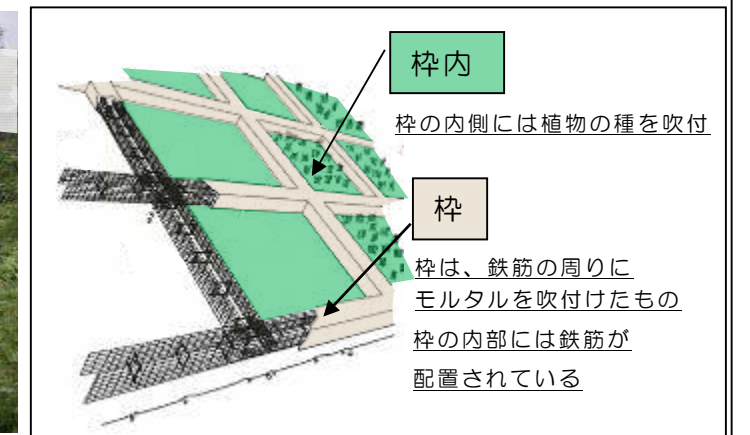 枠内
枠の内側には植物の種を吹付
枠
枠は、鉄筋の周りに
モルタルを吹付けたもの
枠の内部には鉄筋が
配置されている